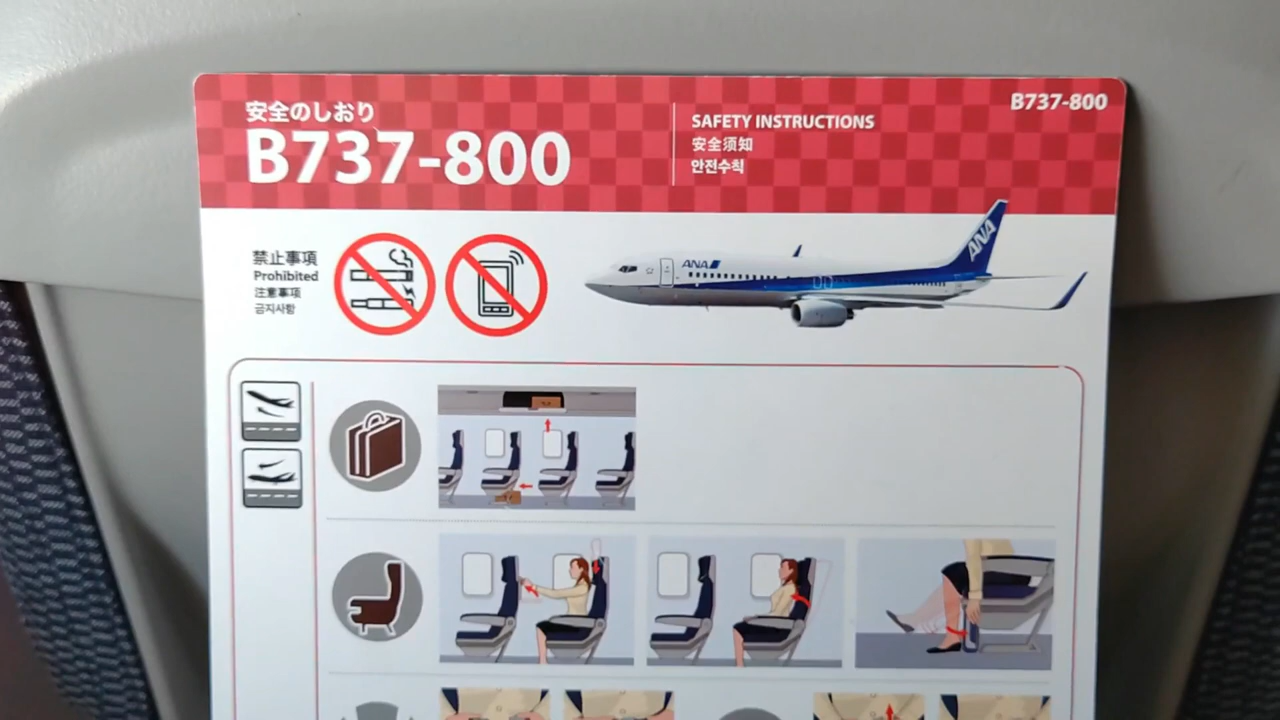 安全のしおり
B737-800
SAFETY INSTRUCTIONS
安全须知
안전수칙
B737-800
禁止事項
Prohibited
注意事项
금지사항
ANA
ANA